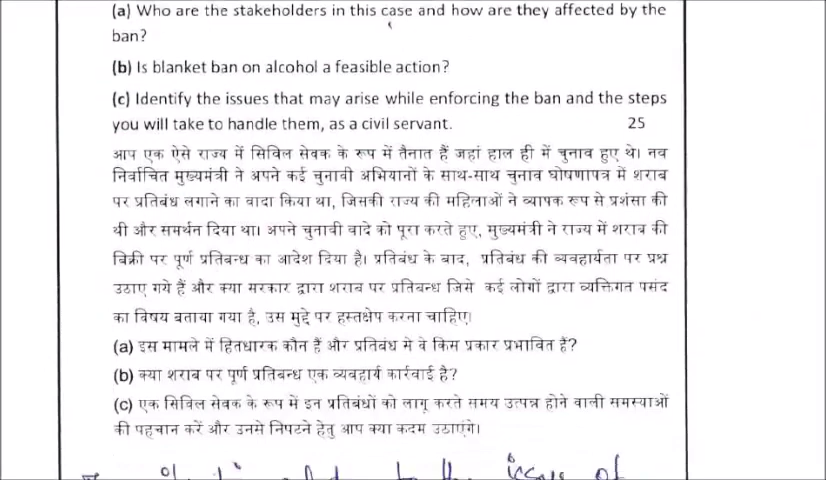 (a) Who are the stakeholders in this case and how are they affected by the
ban?
(b) Is blanket ban on alcohol a feasible action?
(c) Identify the issues that may arise while enforcing the ban and the steps
you will take to handle them, as a civil servant. 25
आप एक ऐसे राज्य में सिविल सेवक के रूप में तैनात हैं जहां हाल ही में चुनाव हुए थे। नव
निर्वाचित मुख्यमंत्री ने अपने कई चुनावी अभियानों के साथ-साथ चुनाव घोषणापत्र में शराब
पर प्रतिबंध लगाने का वादा किया था, जिसकी राज्य की महिलाओं ने व्यापक रूप से प्रशंसा की
थी और समर्थन दिया था। अपने चुनावी वादे को पूरा करते हुए, मुख्यमंत्री ने राज्य में शराब की
बिक्री पर पूर्ण प्रतिबन्ध का आदेश दिया है। प्रतिबंध के बाद, प्रतिबंध की व्यवहार्यता पर प्रश्न
उठाए गये हैं और क्या सरकार द्वारा शराब पर प्रतिबन्ध जिसे कई लोगों द्वारा व्यक्तिगत पसंद
का विषय बताया गया है, उस मुद्दे पर हस्तक्षेप करना चाहिए।
(a) इस मामले में हितधारक कौन हैं और प्रतिबंध से वे किस प्रकार प्रभावित हैं?
(b) क्या शराब पर पूर्ण प्रतिबन्ध एक व्यवहार्य कार्रवाई है?
(c) एक सिविल सेवक के रूप में इन प्रतिबंधों को लागू करते समय उत्पन्न होने वाली समस्याओं
की पहचान करें और उनसे निपटने हेतु आप क्या कदम उठाएंगे।
to the issue of